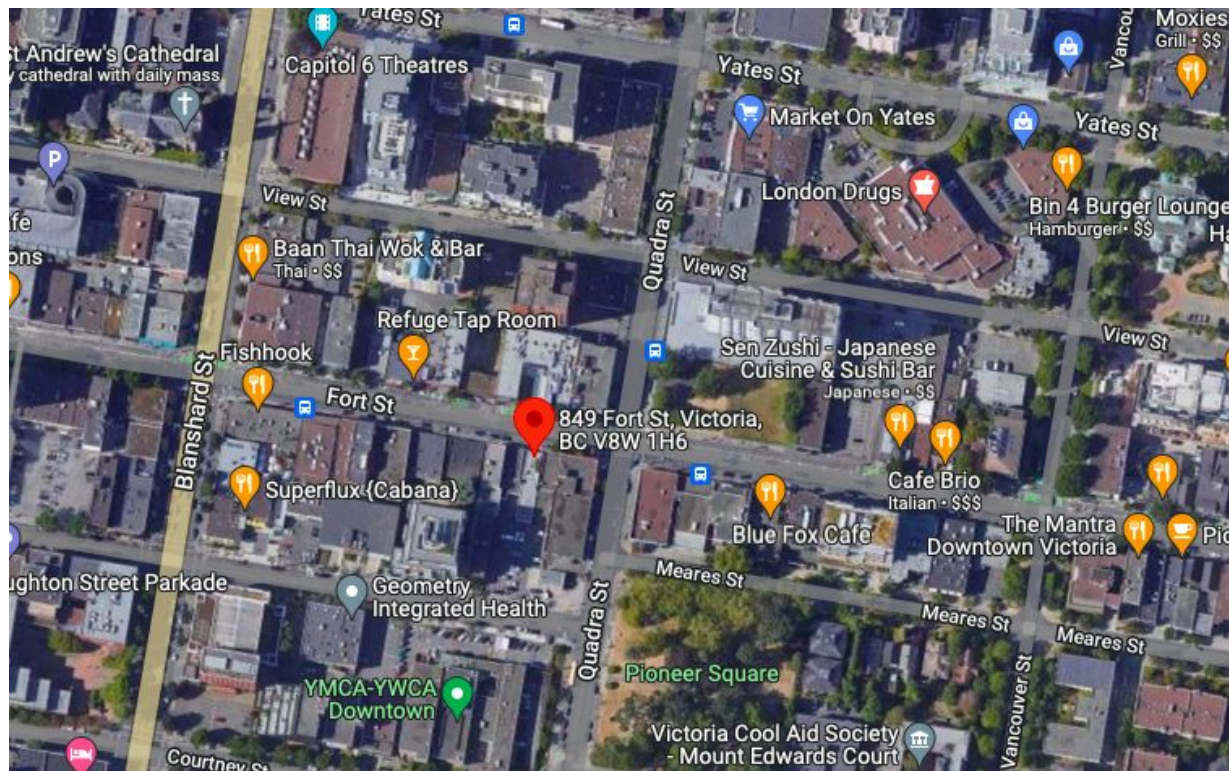 Yates St
St Andrew's Cathedral
cathedral with daily mass
Capitol 6 Theatres
Yates St
Vancou
Moxies
Grill • $$
P
Market On Yates
Yates St
View St
London Drugs
Bin 4 Burger Lounge
Hamburger • $$
Ha
Baan Thai Wok & Bar
Thai • $$
Quadra St
View St
ons
Refuge Tap Room
View St
Fishhook
Sen Zushi - Japanese
Cuisine & Sushi Bar
Japanese • $$
Blanshard St
Fort St
849 Fort St, Victoria,
BC V8W 1H6
Cafe Brio
Italian • $$$
Superflux {Cabana}
Blue Fox Cafe
The Mantra
Downtown Victoria
Pic
ughton Street Parkade
Geometry
Integrated Health
Meares St
Meares St
Meares St
Quadra St
Pioneer Square
YMCA-YWCA
Downtown
Vancouver St
Victoria Cool Aid Society
- Mount Edwards Court
Courtney St